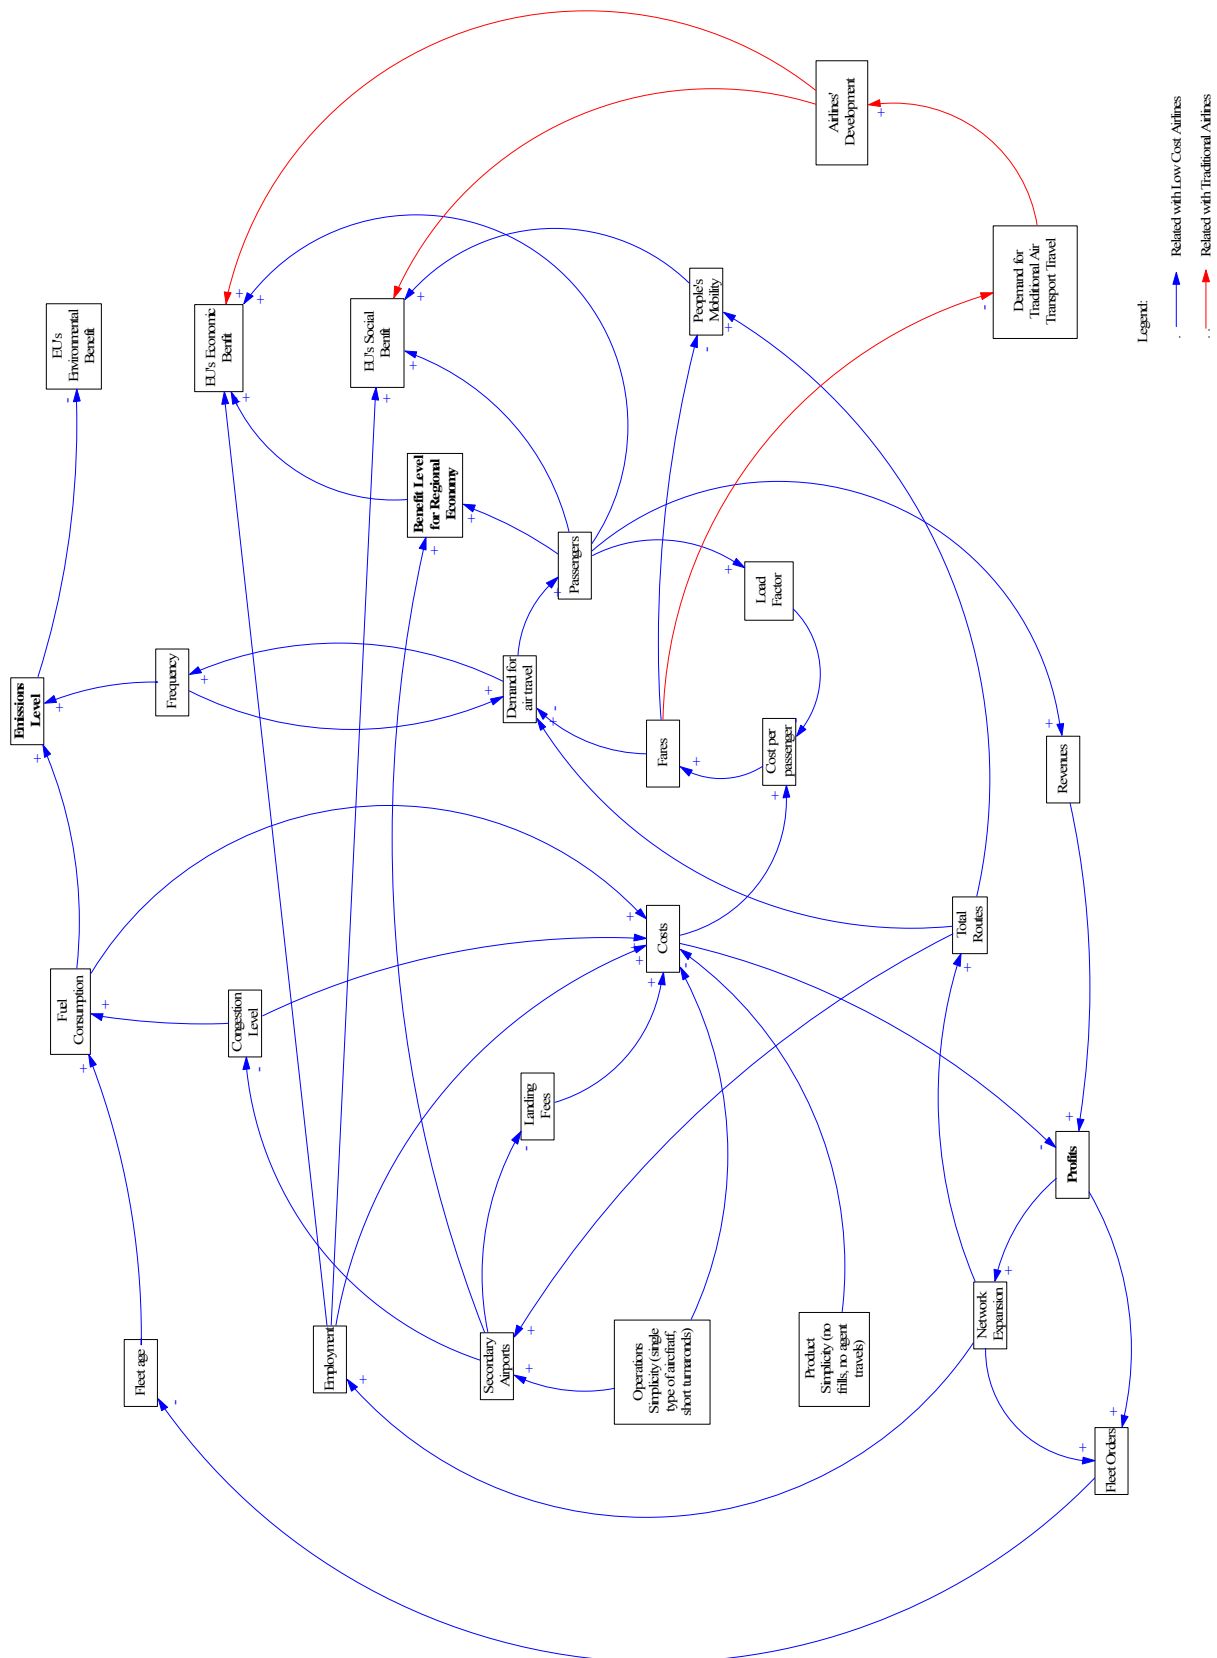 Emissions
Level
EU's
Environmental
Benefit
Fuel
Consumption
Fleet age
Frequency
EU's Economic
Benfit
Congestion
Level
Employment
EU's Social
Benfit
Benefit Level
for Regional
Economy
Secondary
Airports
Demand for
air travel
Landing
Fees
Passengers
Operations
Simplicity (single
type of aircfratf,
short turnaronds)
Costs
Fares
People's
Mobility
Load
Factor
Cost per
passenger
Product
Simplicity (no
frills, no agent
travels)
Airlines'
Development
Total
Routes
Network
Expansion
Demand for
Traditional Air
Transport Travel
Revenues
Profits
Fleet Orders
Legend:
Related with Low Cost Airlines
Related with Traditional Airlines